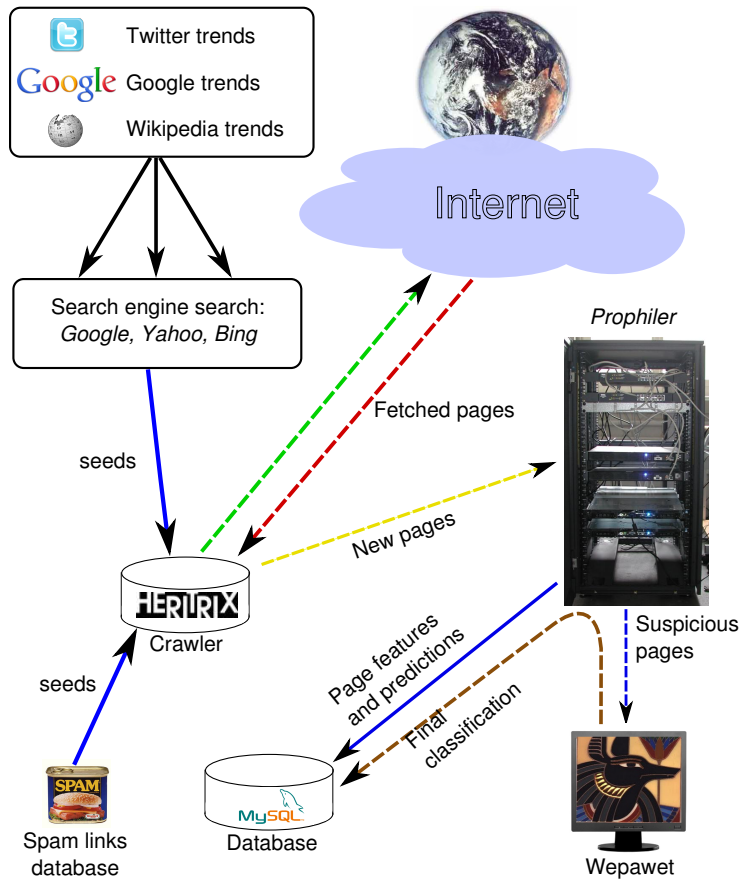 Twitter trends
Google
Google trends
Wikipedia trends
Internet
Search engine search:
Google, Yahoo, Bing
Prophiler
Fetched pages
seeds
New pages
HERITRIX
Crawler
Suspicious
pages
Page features
and predictions
seeds
Final
classification
SPAM
MySQL
Spam links
database
Database
Wepawet